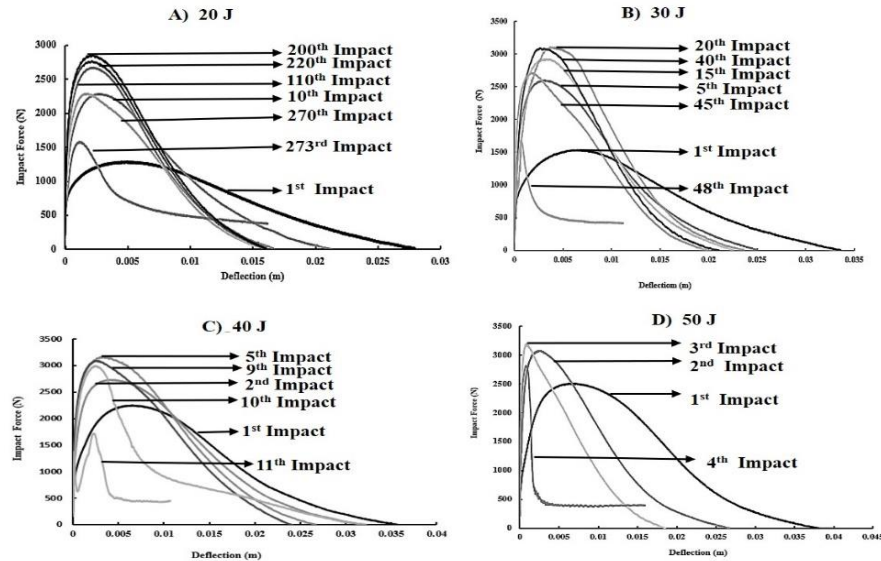 A) 20 J
Impact Force (N)
3000
2500
2000
1500
1000
500
0
200th Impact
220th Impact
110th Impact
10th Impact
270th Impact
273rd Impact
1st Impact
0 0.005 0.01 0.015 0.02 0.025 0.03
Deflection (m)
B) 30 J
Impact Force (N)
3500
3000
2500
2000
1500
1000
500
0
20th Impact
40th Impact
15th Impact
5th Impact
45th Impact
1st Impact
48th Impact
0 0.005 0.01 0.015 0.02 0.025 0.03 0.035
Deflection (m)
C) 40 J
Impact Force (N)
3500
3000
2500
2000
1500
1000
500
0
5th Impact
9th Impact
2nd Impact
10th Impact
1st Impact
11th Impact
0 0.005 0.01 0.015 0.02 0.025 0.03 0.035 0.04
Deflection (m)
D) 50 J
Impact Force (N)
3500
3000
2500
2000
1500
1000
500
0
3rd Impact
2nd Impact
1st Impact
4th Impact
0 0.005 0.01 0.015 0.02 0.025 0.03 0.035 0.04 0.045
Deflection (m)